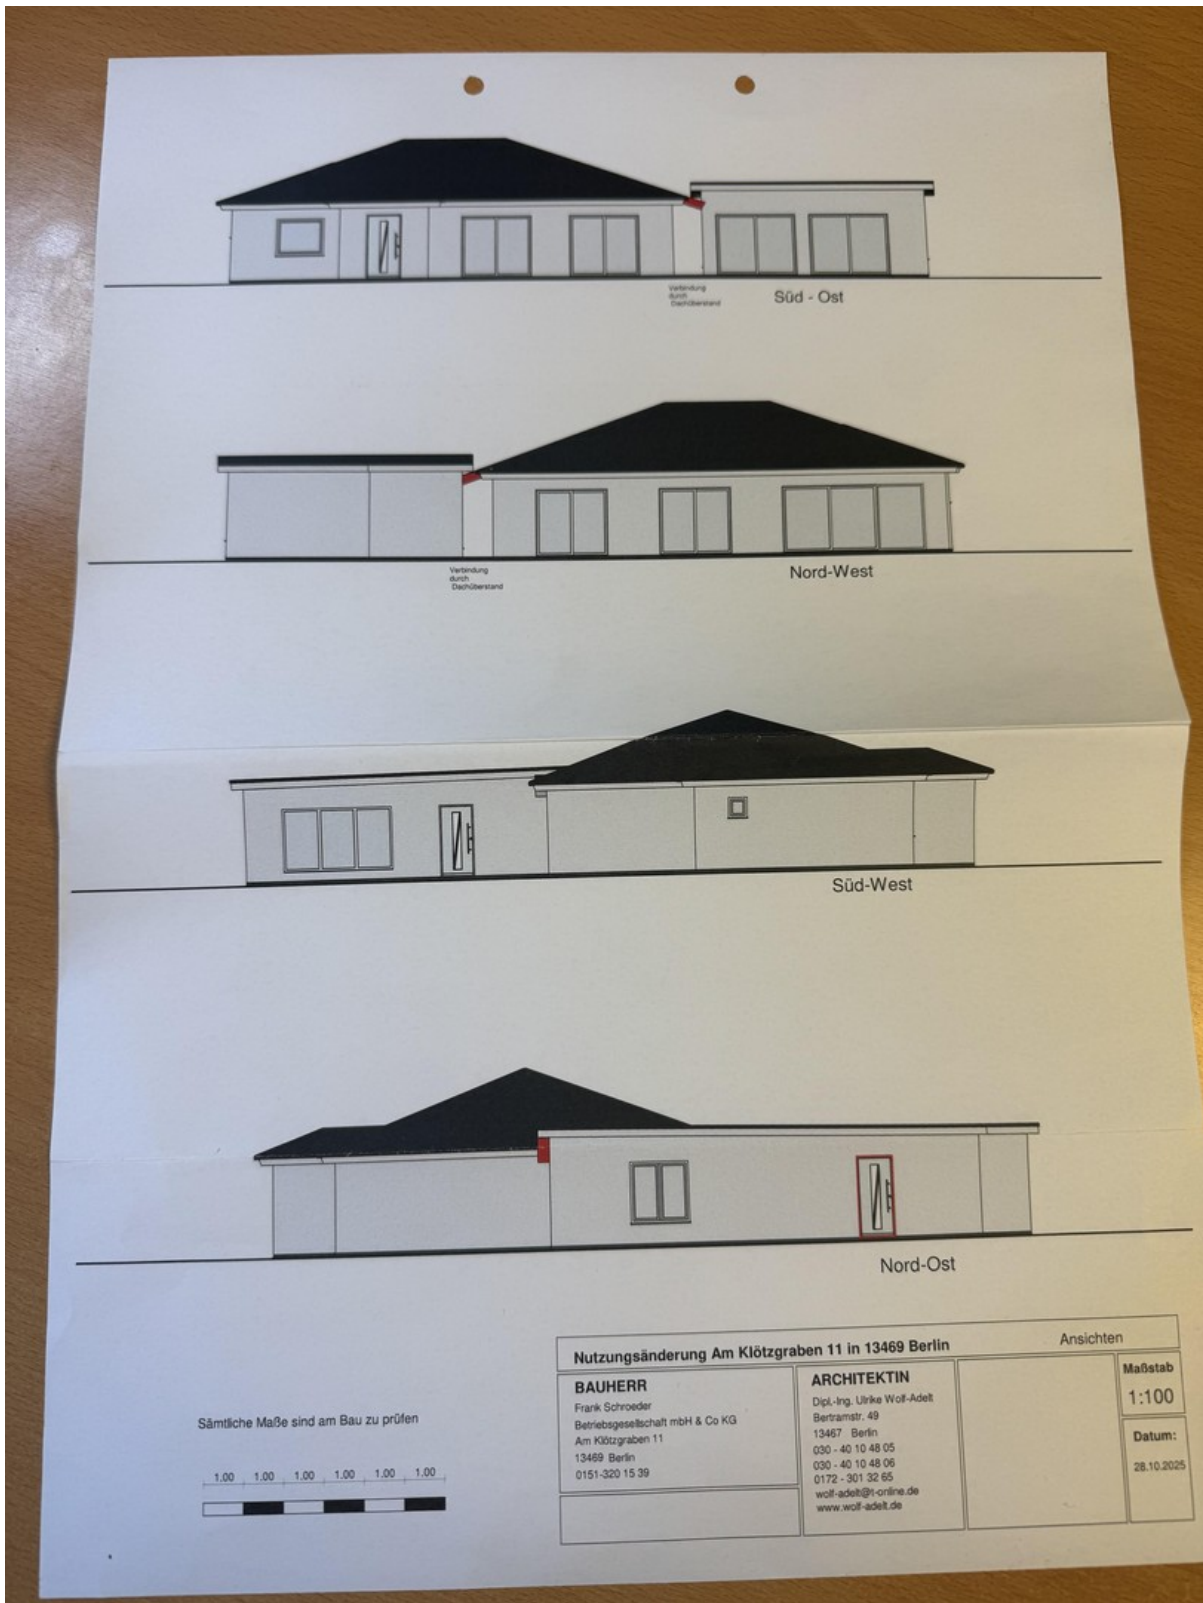 Verbindung
durch
Dachüberstand
Süd - Ost
Verbindung
durch
Dachüberstand
Nord-West
Süd-West
Nord-Ost
Sämtliche Maße sind am Bau zu prüfen
1.00 1.00 1.00 1.00 1.00 1.00
Nutzungsänderung Am Klötzgraben 11 in 13469 Berlin
Ansichten
BAUHERR
Frank Schroeder
Betriebsgesellschaft mbH & Co KG
Am Klötzgraben 11
13469 Berlin
0151-320 15 39
ARCHITEKTIN
Dipl.-Ing. Ulrike Wolf-Adelt
Bertramstr. 49
13467 Berlin
030 - 40 10 48 05
030 - 40 10 48 06
0172 - 301 32 65
wolf-adelt@t-online.de
www.wolf-adelt.de
Maßstab
1:100
Datum:
28.10.2025